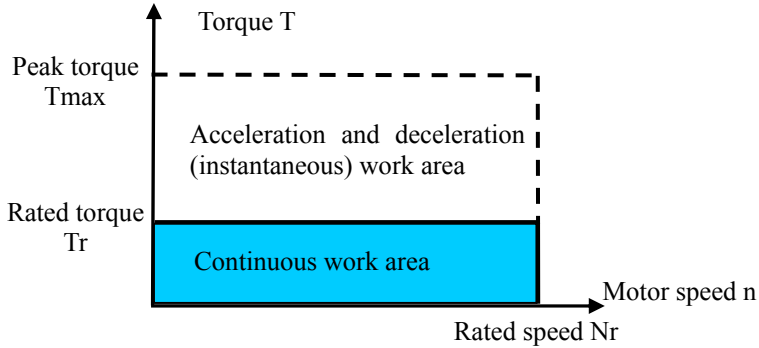 Torque T
Peak torque
Tmax
Acceleration and deceleration
(instantaneous) work area
Rated torque
Tr
Continuous work area
Motor speed n
Rated speed Nr